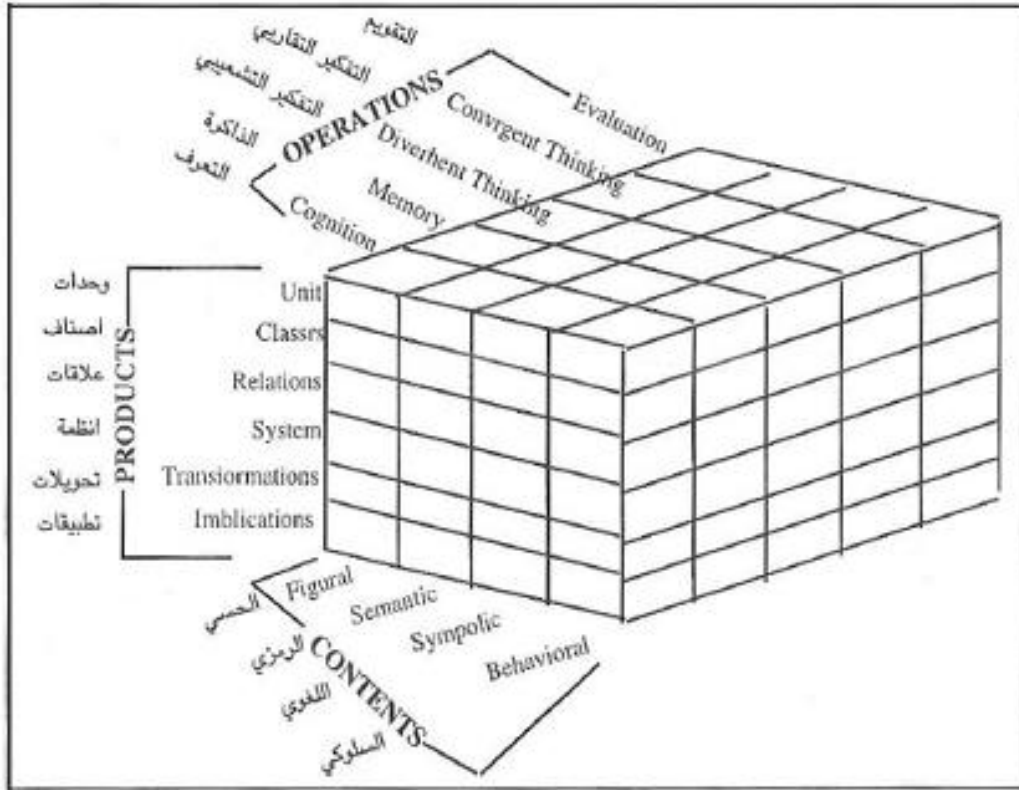 التقويم
التفكير التقاربي
التفكير التشعيبي
الذاكرة
التعرف
OPERATIONS
Evaluation
Convrgent Thinking
Diverhent Thinking
Memory
Cognition
PRODUCTS
وحدات
Unit
اصناف
Classrs
علاقات
Relations
انظمة
System
تحويلات
Transiormations
تطبيقات
Imblications
CONTENTS
Figural
Semantic
Sympolic
Behavioral
الحسي
الرمزي
اللغوي
السلوكي